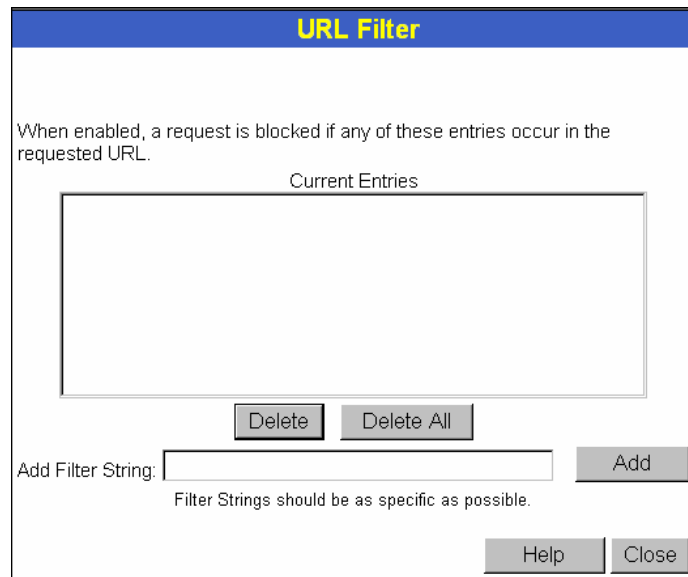 URL Filter
When enabled, a request is blocked if any of these entries occur in the
requested URL.
Current Entries
Delete Delete All
Add Filter String: Add
Filter Strings should be as specific as possible.
Help Close